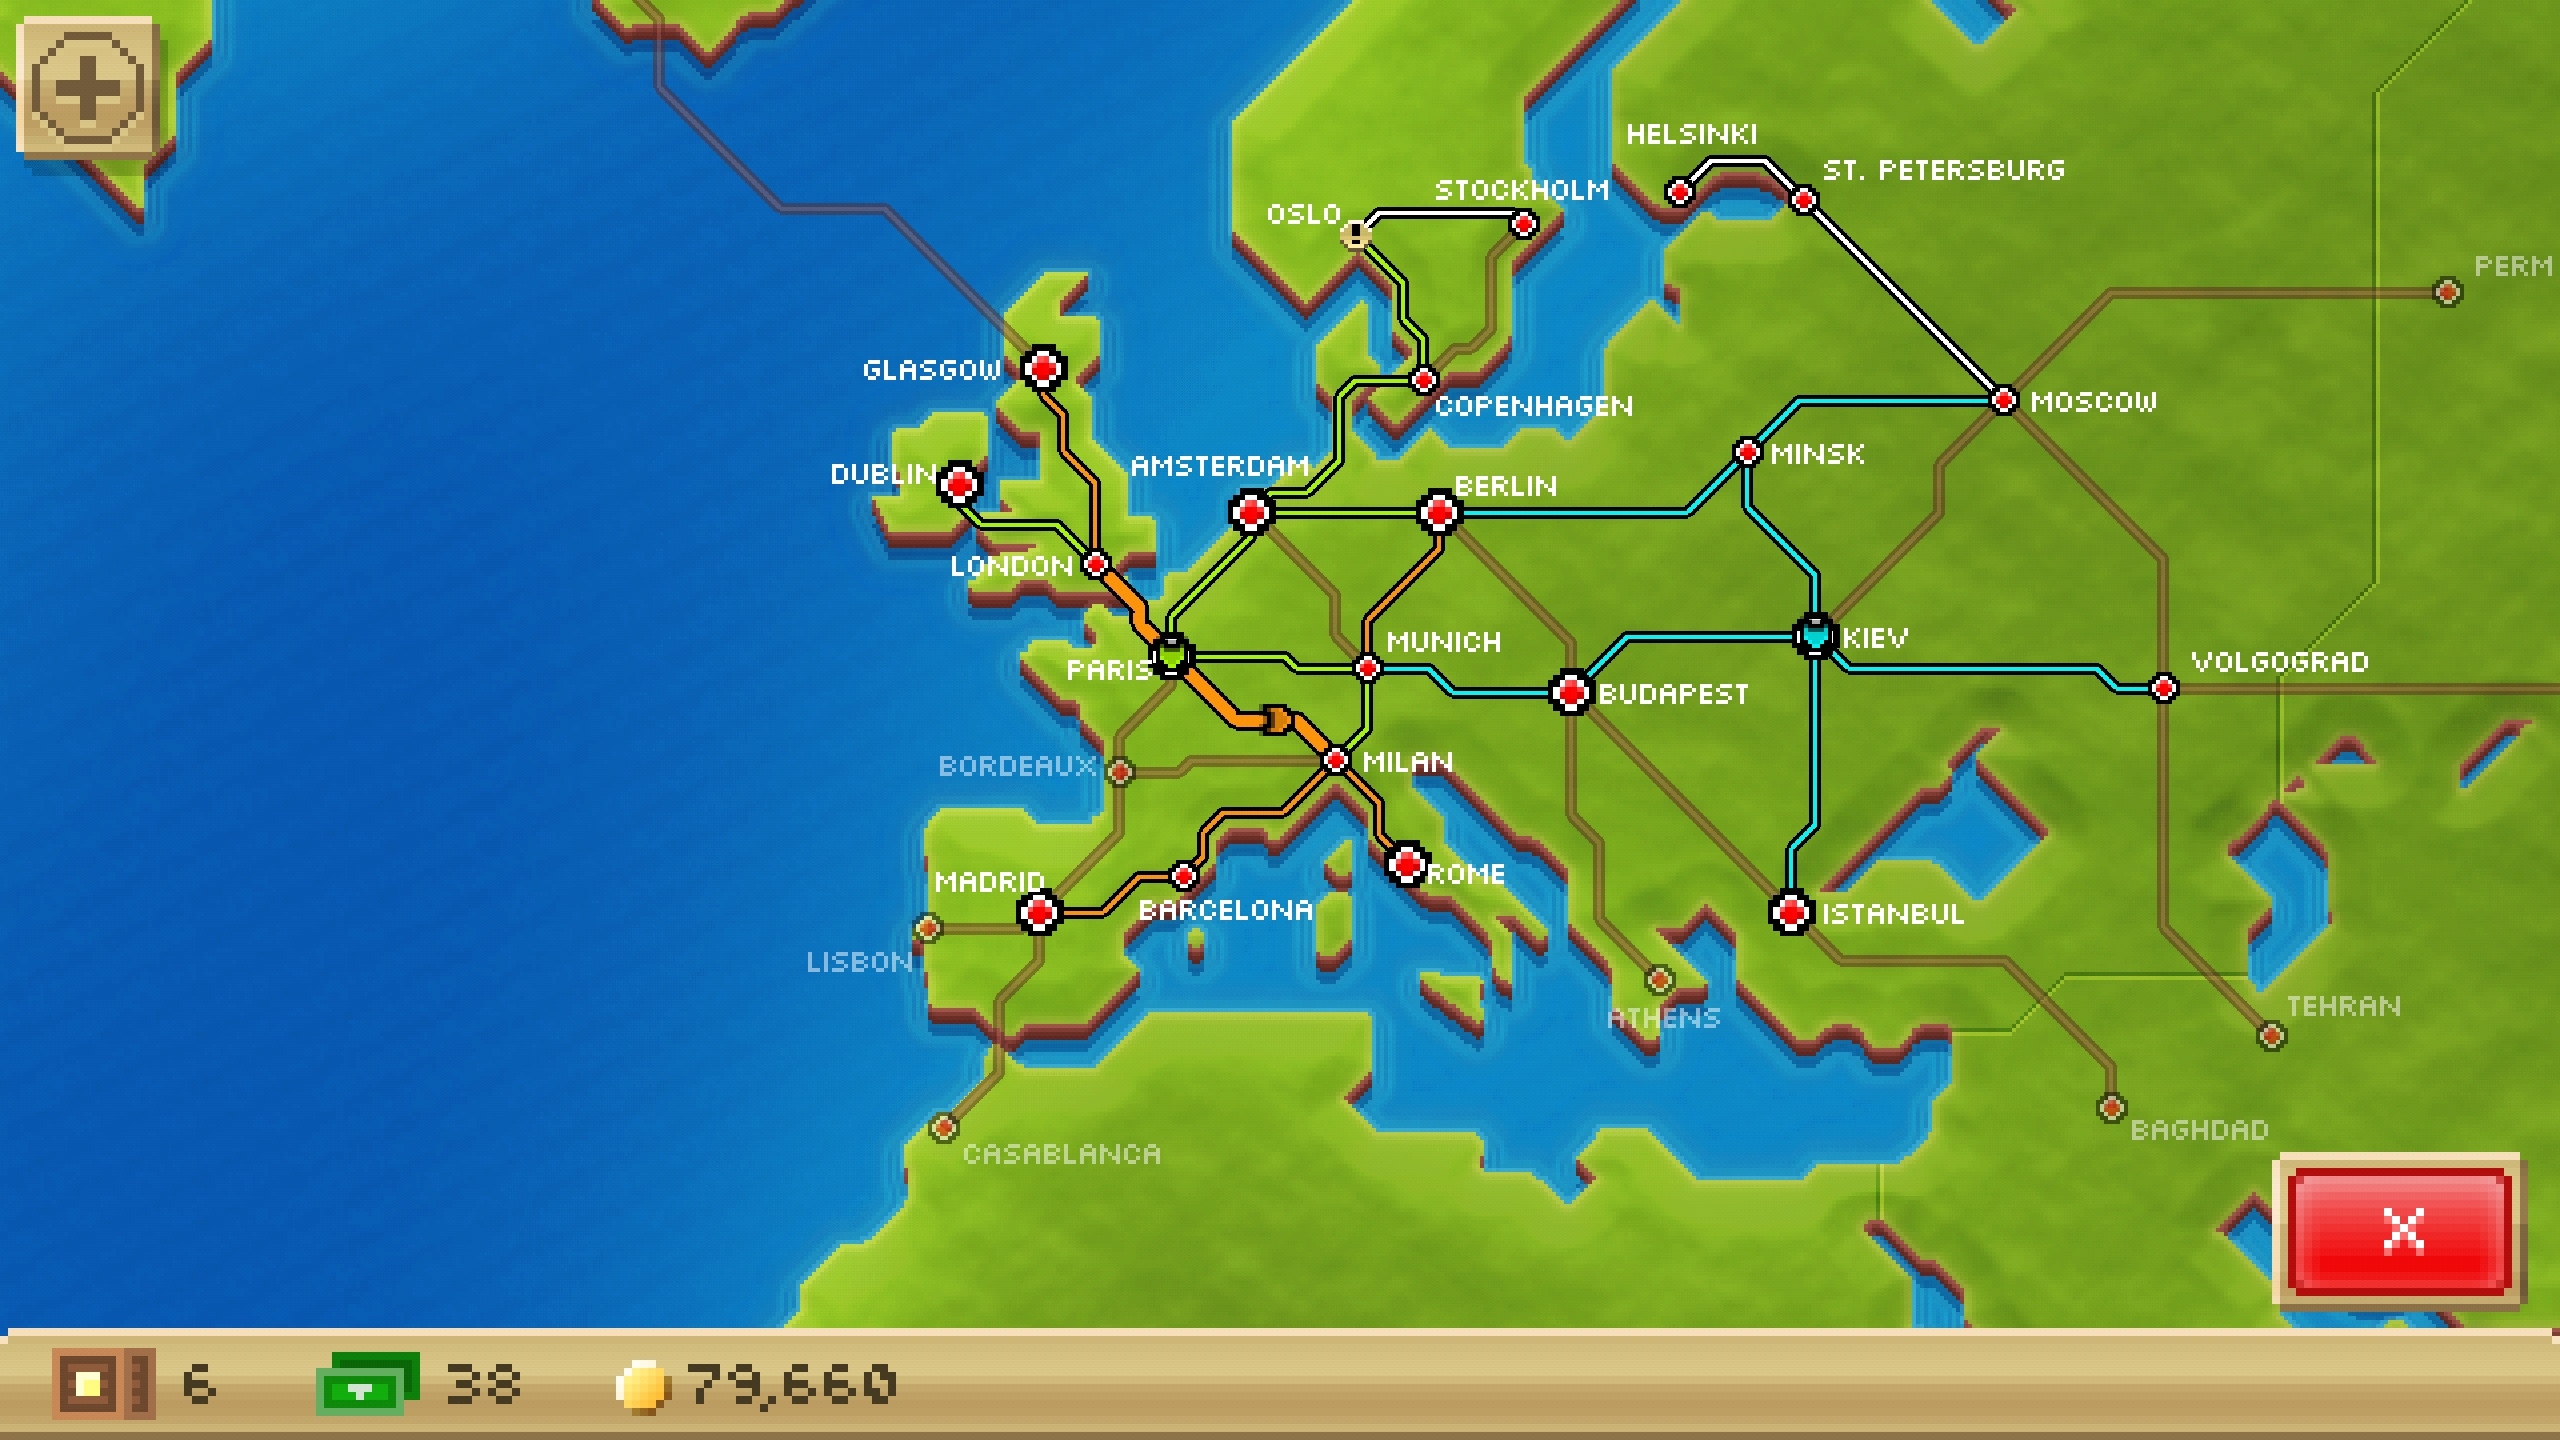 HELSINKI
ST. PETERSBURG
STOCKHOLM
OSLO
PERM
GLASGOW
COPENHAGEN
MOSCOW
MINSK
AMSTERDAM
DUBLIN
BERLIN
LONDON
MUNICH
KIEV
PARIS
VOLGOGRAD
BUDAPEST
BORDEAUX
MILAN
ROME
MADRID
BARCELONA
ISTANBUL
LISBON
TEHRAN
ATHENS
BAGHDAD
CASABLANCA
X
6
38
79,660